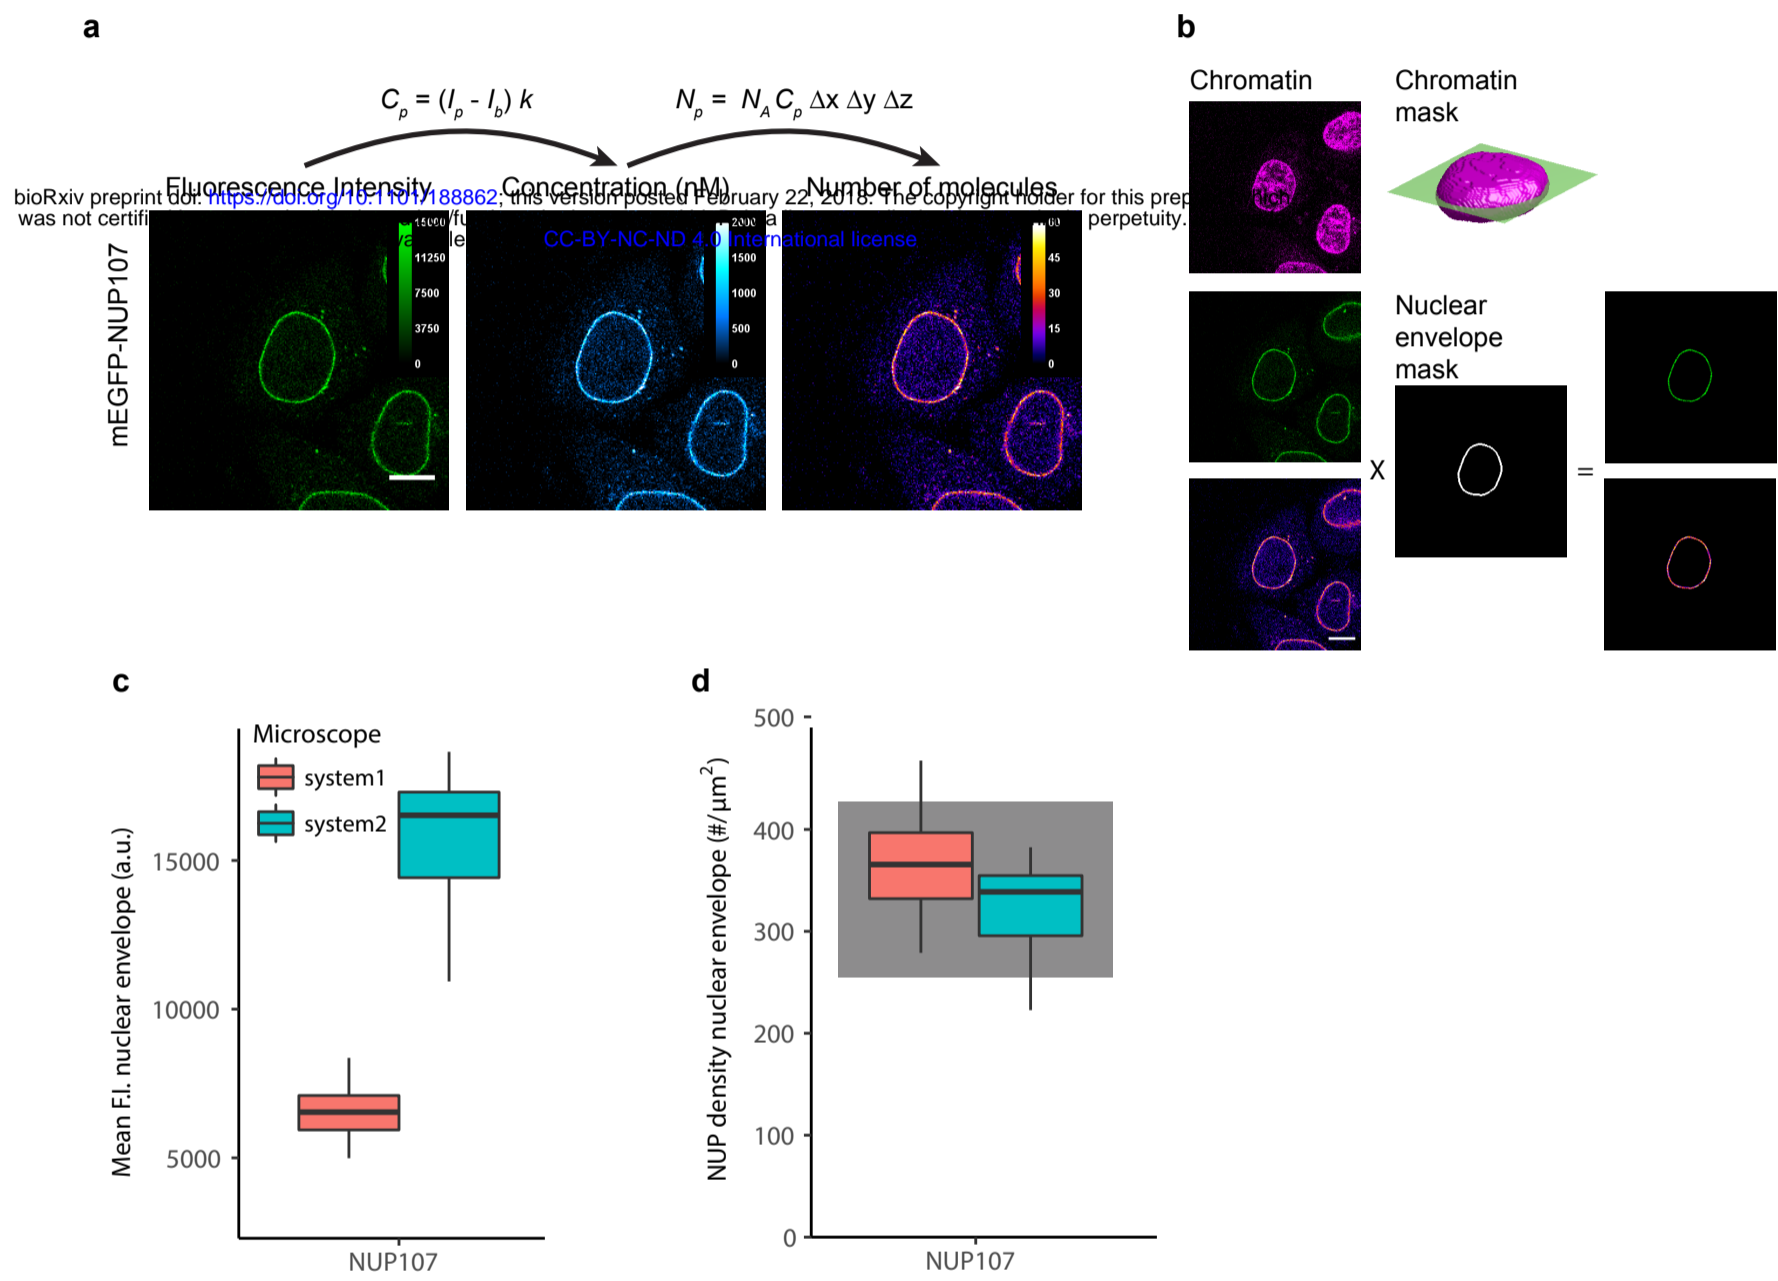 a
b
C_p = (I_p - I_b) k
N_p = N_A C_p Δx Δy Δz
Chromatin
Chromatin
mask
Fluorescence Intensity
Concentration (nM)
Number of molecules
bioRxiv preprint doi: https://doi.org/10.1101/188862; this version posted February 22, 2018. The copyright holder for this
was not
perpetuity.
CC-BY-NC-ND 4.0 International license
mEGFP-NUP107
15000
11250
7500
3750
0
2000
1500
1000
500
0
60
45
30
15
0
Nuclear
envelope
mask
X
=
c
Microscope
system1
system2
Mean F.I. nuclear envelope (a.u.)
15000
10000
5000
NUP107
d
NUP density nuclear envelope (#/µm²)
500
400
300
200
100
0
NUP107